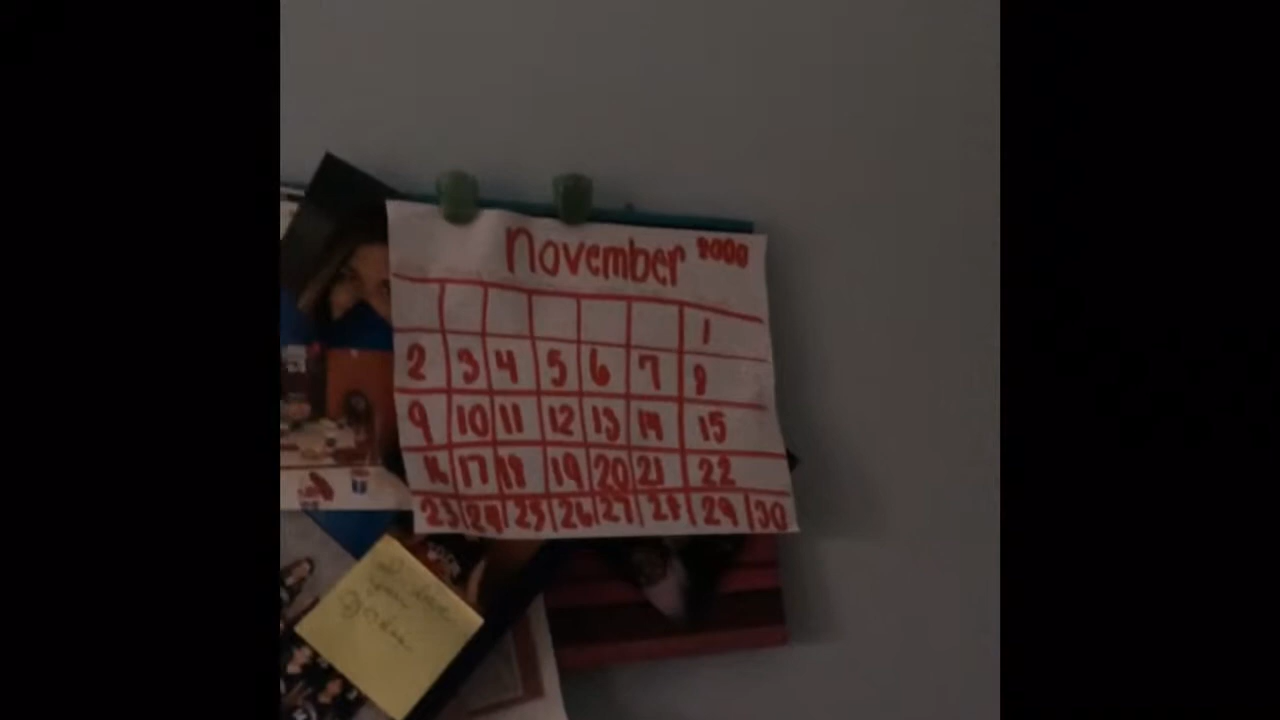 november 2000
1
2 3 4 5 6 7 8
9 10 11 12 13 14 15
16 17 18 19 20 21 22
23 24 25 26 27 28 29 30